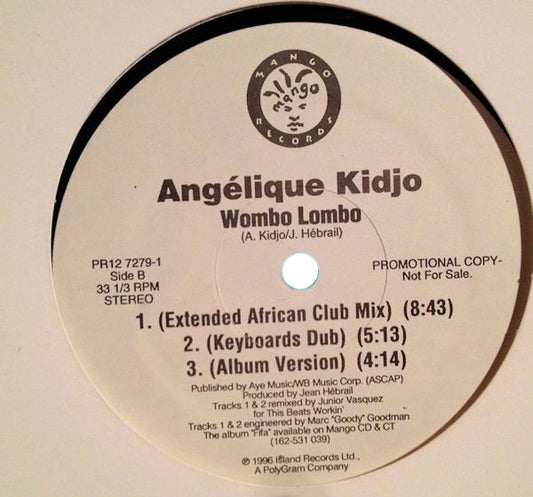 MANGO
mango
RECORDS
Angélique Kidjo
Wombo Lombo
(A. Kidjo/J. Hébrail)
PR12 7279-1
Side B
33 1/3 RPM
STEREO
PROMOTIONAL COPY-
Not For Sale.
1. (Extended African Club Mix) (8:43)
2. (Keyboards Dub) (5:13)
3. (Album Version) (4:14)
Published by Aye Music/WB Music Corp. (ASCAP)
Produced by Jean Hébrail
Tracks 1 & 2 remixed by Junior Vasquez
for This Beats Workin'
Tracks 1 & 2 engineered by Marc "Goody" Goodman
The album "Fifa" available on Mango CD & CT
(162-531 039)
℗ 1996 Island Records Ltd.,
A PolyGram Company